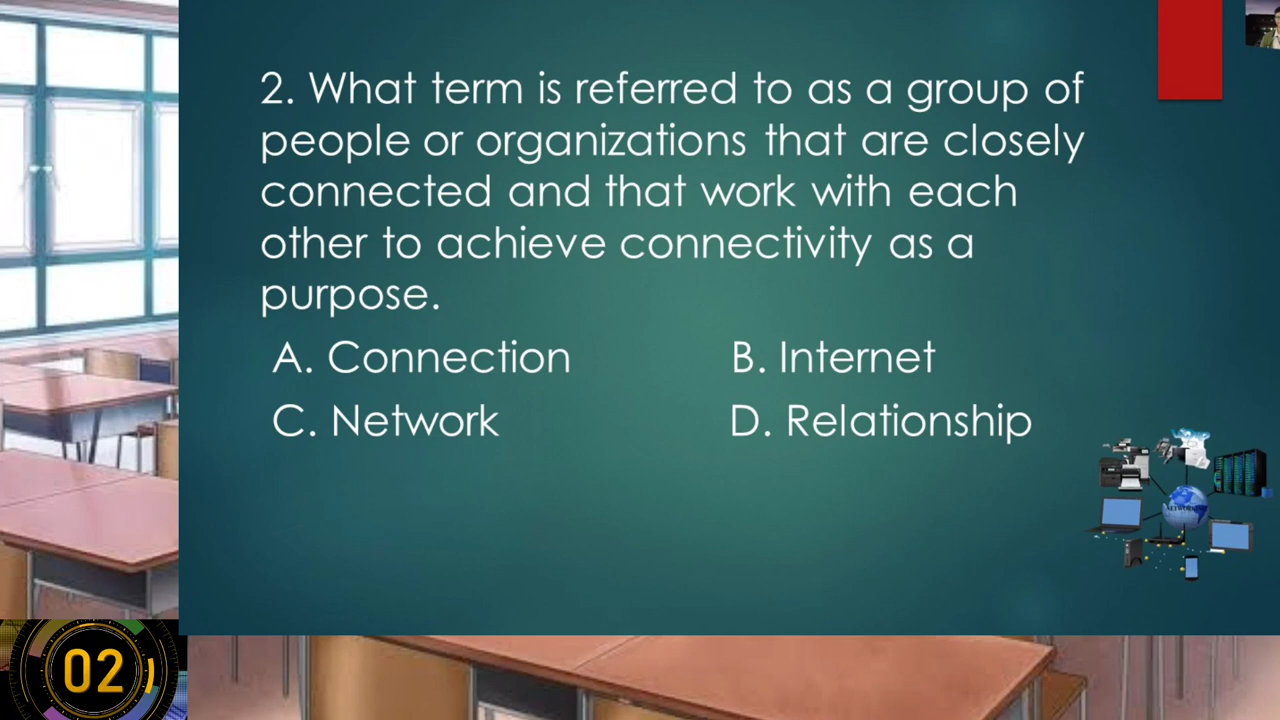 2. What term is referred to as a group of
people or organizations that are closely
connected and that work with each
other to achieve connectivity as a
purpose.
A. Connection B. Internet
C. Network D. Relationship
02